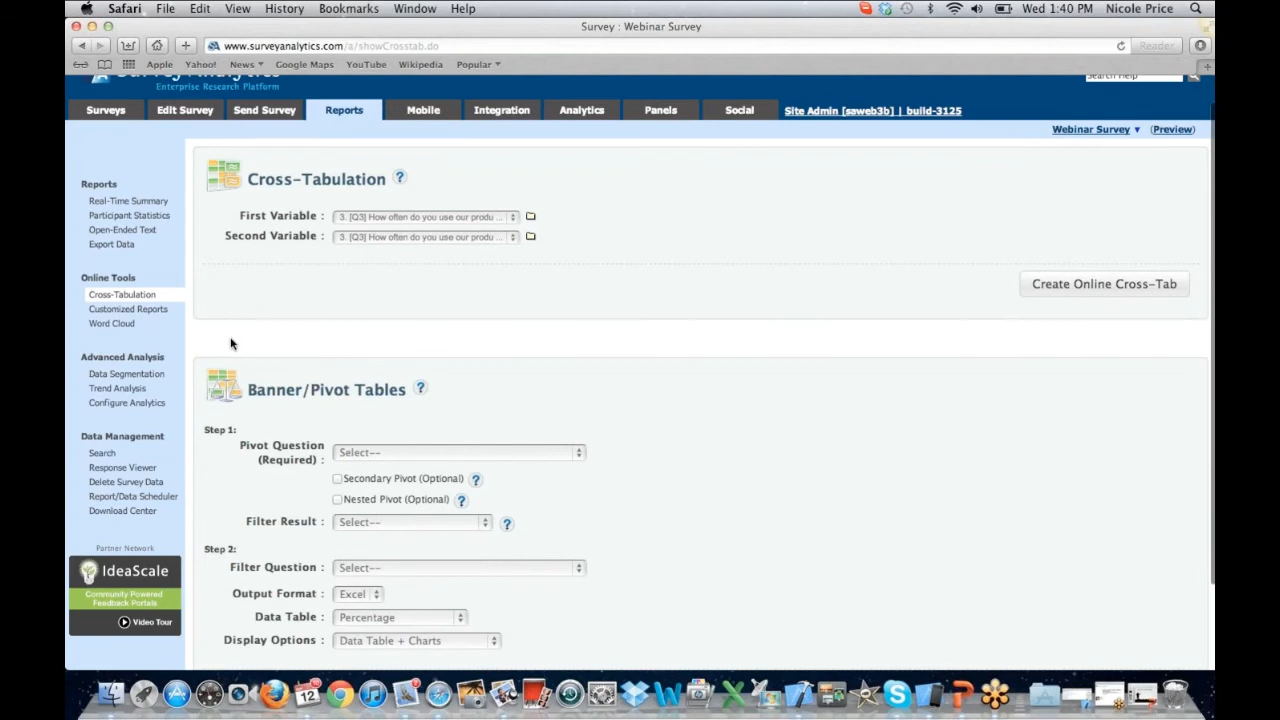 Safari File Edit View History Bookmarks Window Help Wed 1:40 PM Nicole Price
Survey : Webinar Survey
www.surveyanalytics.com/a/showCrosstab.do Reader
Apple Yahoo! News Google Maps YouTube Wikipedia Popular
Enterprise Research Platform
Search Help
Surveys Edit Survey Send Survey Reports Mobile Integration Analytics Panels Social Site Admin [saweb3b] | build-3125
Webinar Survey (Preview)
Reports
Real-Time Summary
Participant Statistics
Open-Ended Text
Export Data
Online Tools
Cross-Tabulation
Customized Reports
Word Cloud
Advanced Analysis
Data Segmentation
Trend Analysis
Configure Analytics
Data Management
Search
Response Viewer
Delete Survey Data
Report/Data Scheduler
Download Center
Partner Network
IdeaScale
Community Powered
Feedback Portals
Video Tour
Cross-Tabulation ?
First Variable : 3. [Q3] How often do you use our produ ...
Second Variable : 3. [Q3] How often do you use our produ ...
Create Online Cross-Tab
Banner/Pivot Tables ?
Step 1:
Pivot Question
(Required) : Select--
Secondary Pivot (Optional) ?
Nested Pivot (Optional) ?
Filter Result : Select-- ?
Step 2:
Filter Question : Select--
Output Format : Excel
Data Table : Percentage
Display Options : Data Table + Charts